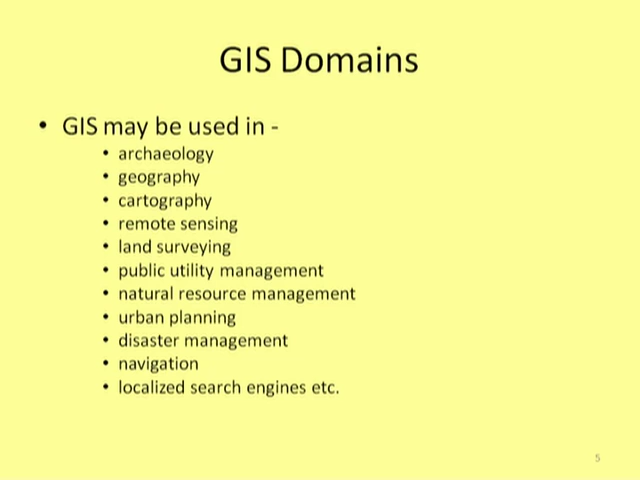 GIS Domains
• GIS may be used in -
• archaeology
• geography
• cartography
• remote sensing
• land surveying
• public utility management
• natural resource management
• urban planning
• disaster management
• navigation
• localized search engines etc.
5